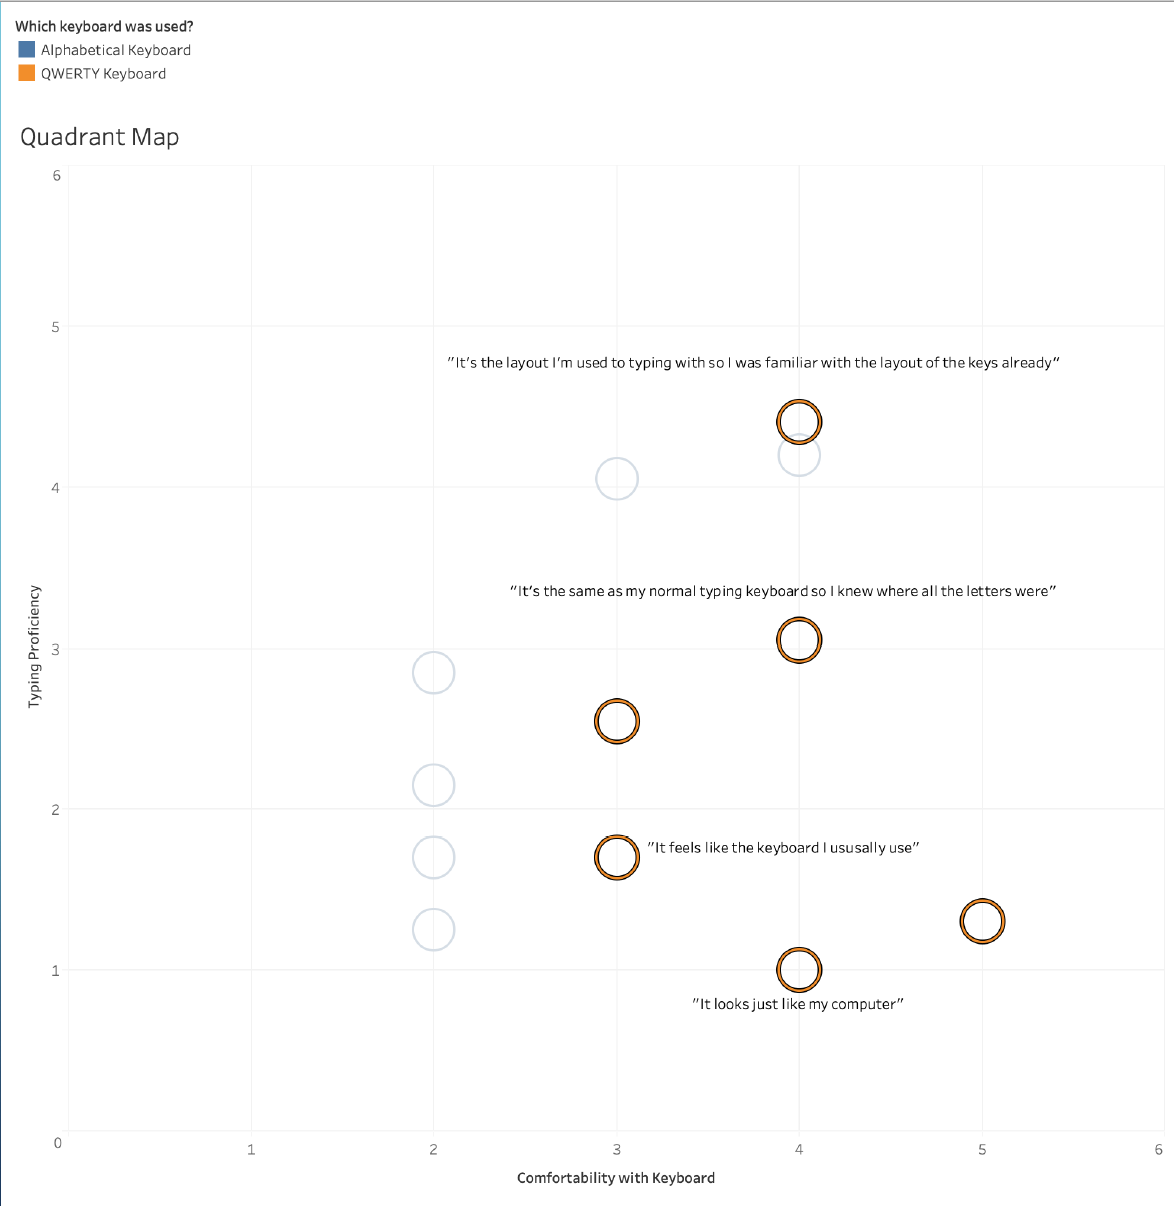 Which keyboard was used?
Alphabetical Keyboard
QWERTY Keyboard
Quadrant Map
6
5
"It's the layout I'm used to typing with so I was familiar with the layout of the keys already"
4
"It's the same as my normal typing keyboard so I knew where all the letters were"
Typing Proficiency
3
2
"It feels like the keyboard I ususally use"
1
"It looks just like my computer"
0
1 2 3 4 5 6
Comfortability with Keyboard